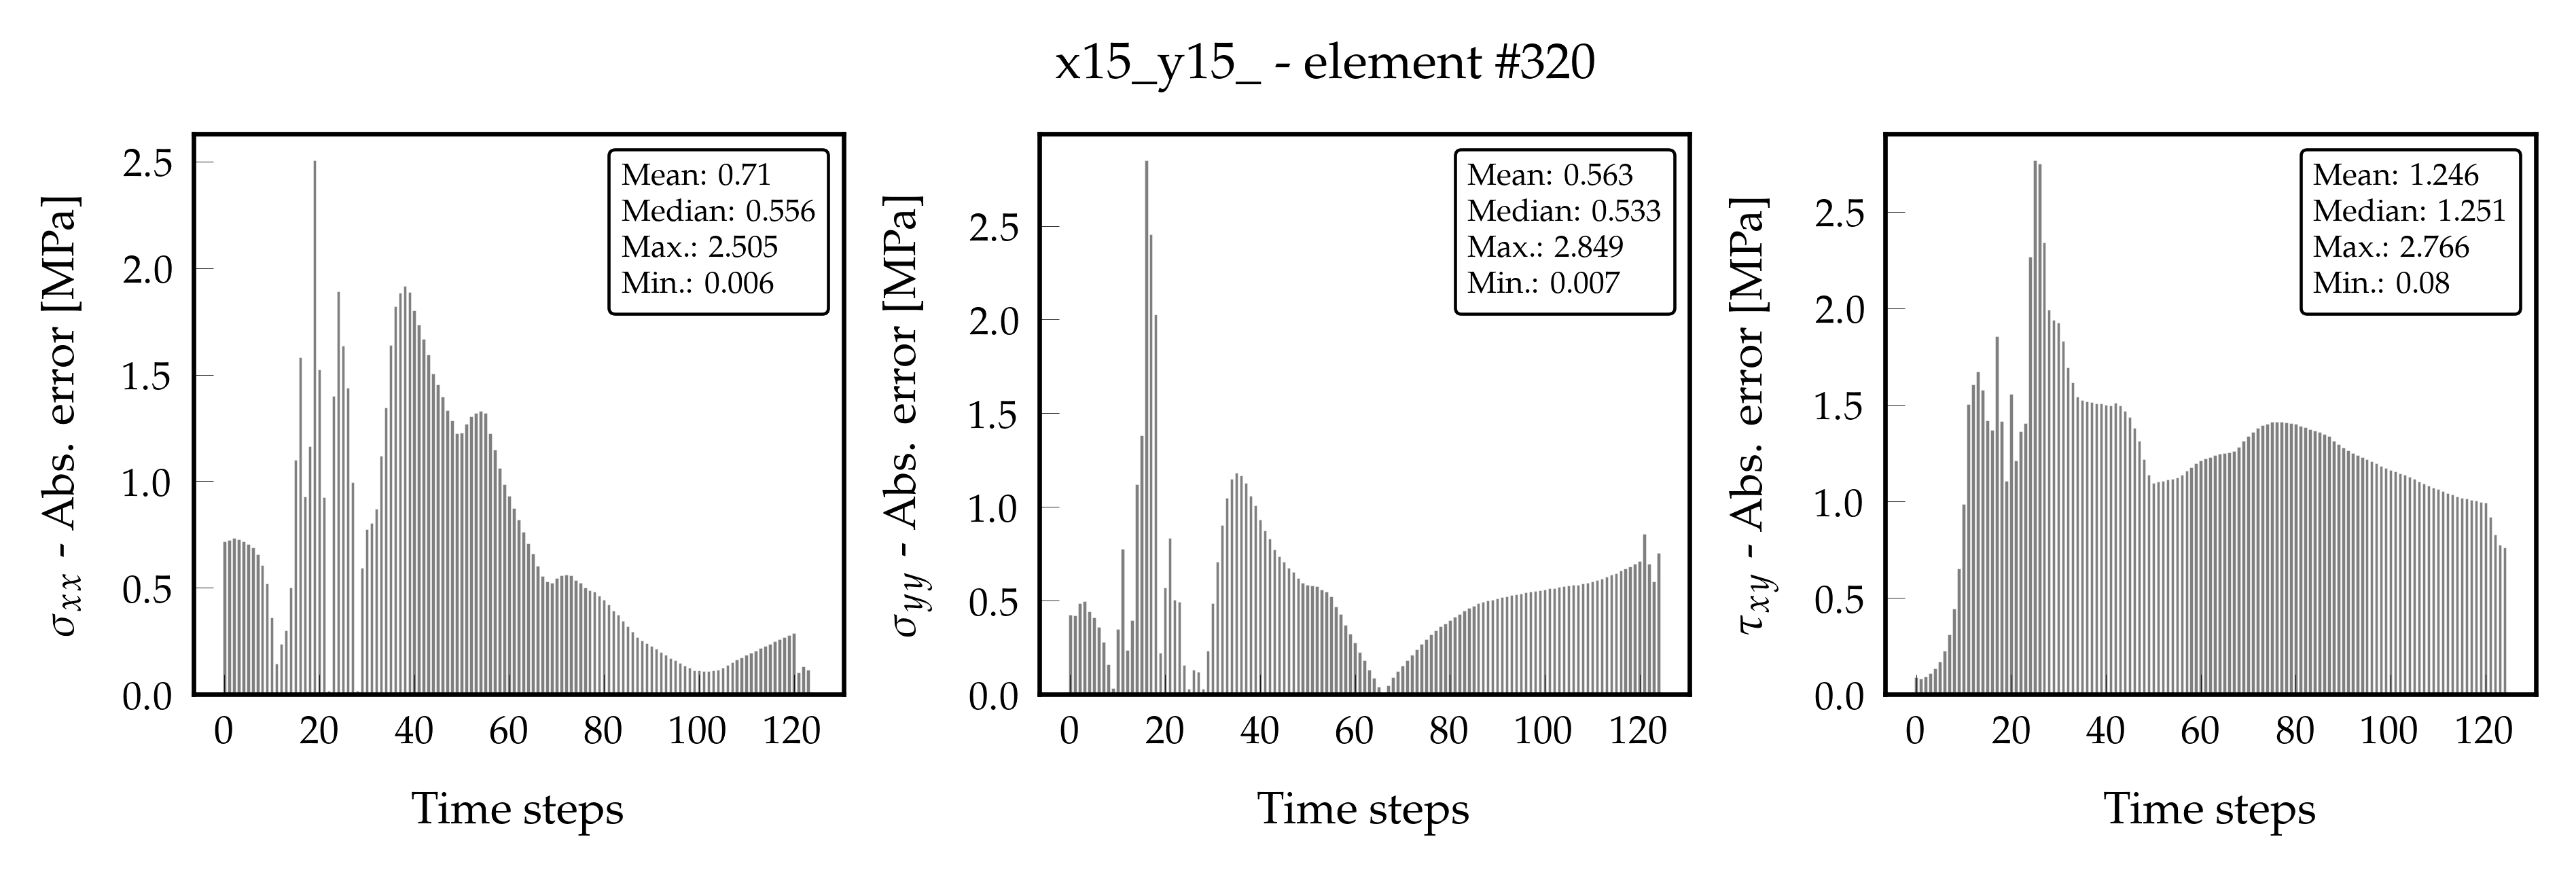 x15_y15_ - element #320
σxx - Abs. error [MPa]
2.5
2.0
1.5
1.0
0.5
0.0
Mean: 0.71
Median: 0.556
Max.: 2.505
Min.: 0.006
0 20 40 60 80 100 120
Time steps
σyy - Abs. error [MPa]
2.5
2.0
1.5
1.0
0.5
0.0
Mean: 0.563
Median: 0.533
Max.: 2.849
Min.: 0.007
0 20 40 60 80 100 120
Time steps
τxy - Abs. error [MPa]
2.5
2.0
1.5
1.0
0.5
0.0
Mean: 1.246
Median: 1.251
Max.: 2.766
Min.: 0.08
0 20 40 60 80 100 120
Time steps